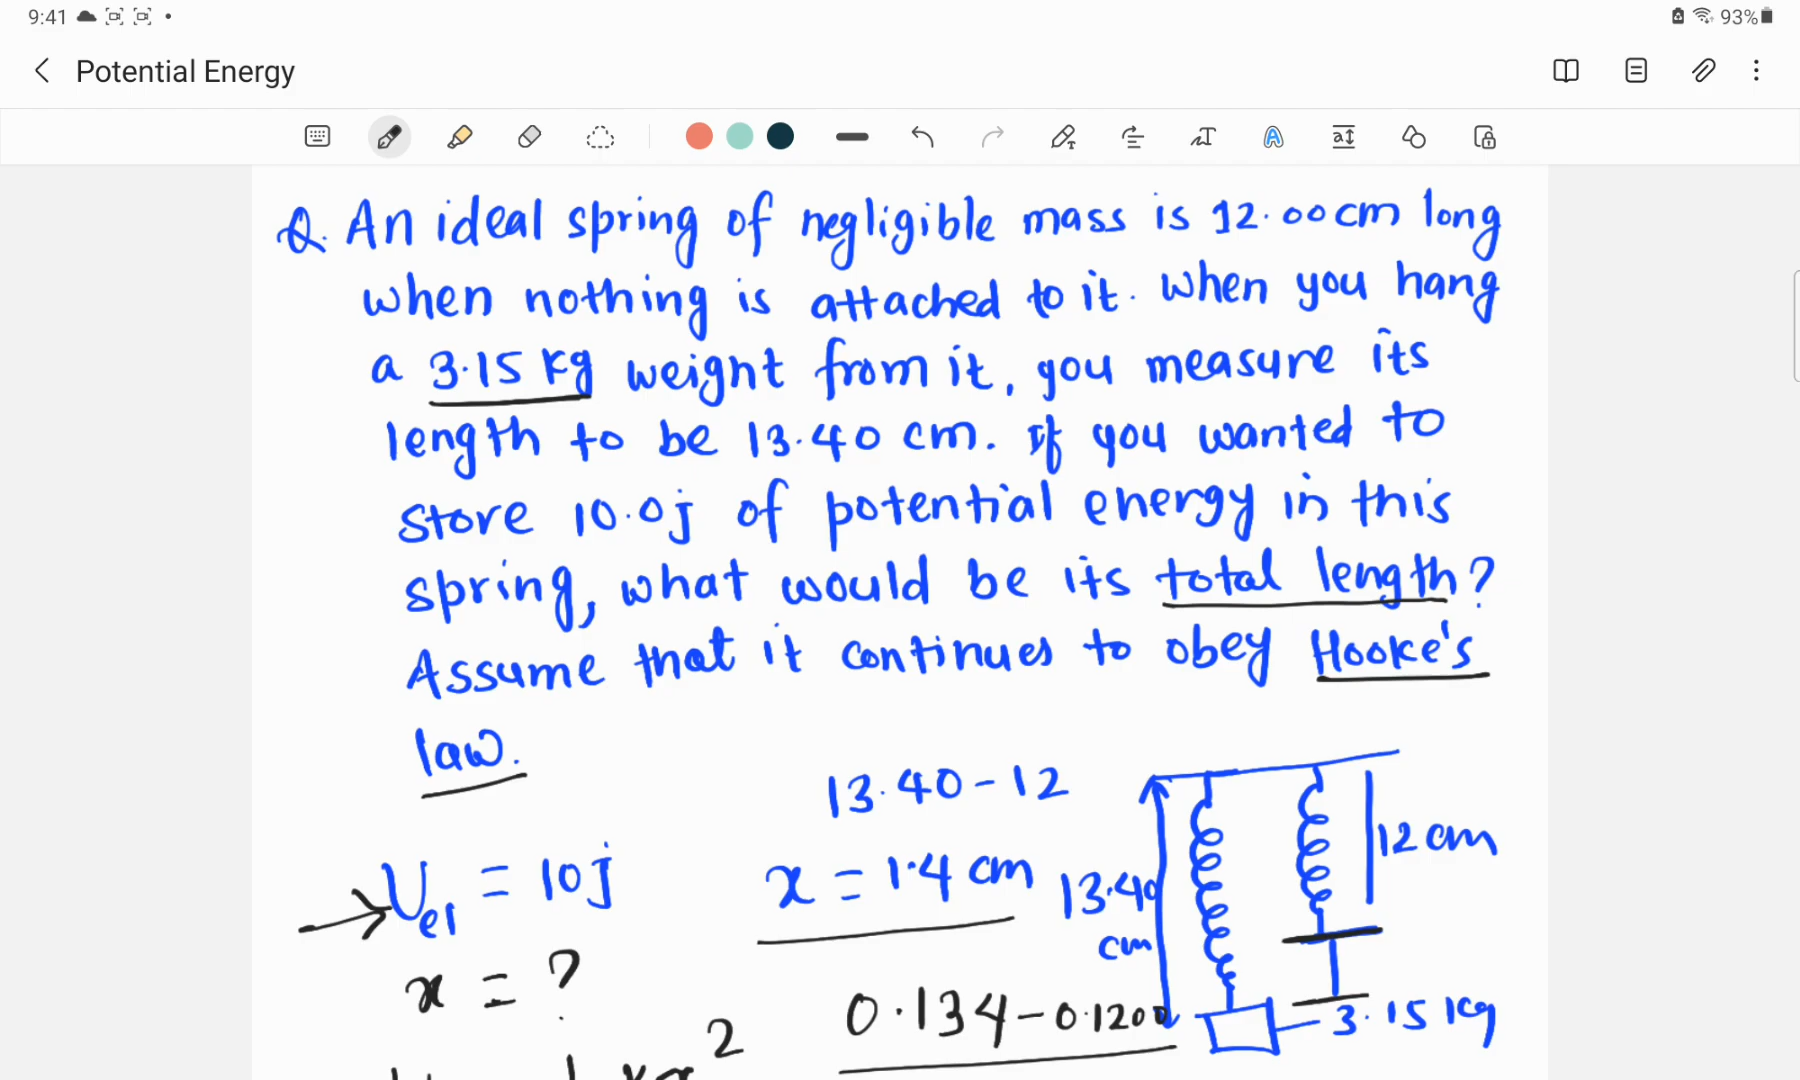 9:41
93%
Potential Energy
Q. An ideal spring of negligible mass is 12.00cm long
when nothing is attached to it. When you hang
a 3.15 kg weight from it, you measure its
length to be 13.40 cm. If you wanted to
store 10.0j of potential energy in this
spring, what would be its total length?
Assume that it continues to obey Hooke's
law.
13.40-12
12 cm
Uel = 10j
x = 1.4 cm
13.40
cm
x = ?
0.134-0.1200
3.15 kg